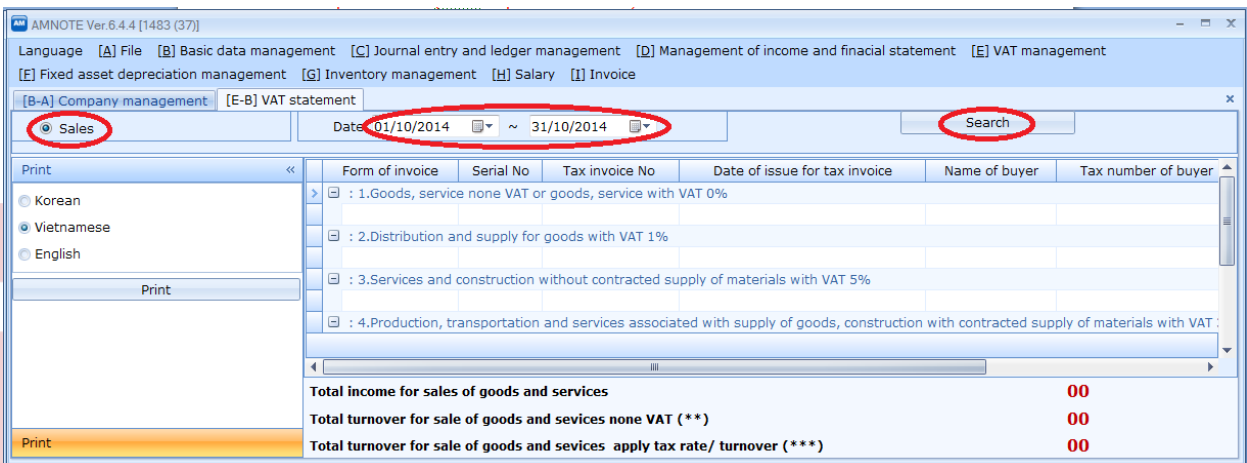 AMNOTE Ver.6.4.4 [1483 (37)]
Language [A] File [B] Basic data management [C] Journal entry and ledger management [D] Management of income and finacial statement [E] VAT management
[F] Fixed asset depreciation management [G] Inventory management [H] Salary [I] Invoice
[B-A] Company management [E-B] VAT statement
Sales Date 01/10/2014 ~ 31/10/2014 Search
Print « Form of invoice Serial No Tax invoice No Date of issue for tax invoice Name of buyer Tax number of buyer
Korean
Vietnamese
English
Print
: 1.Goods, service none VAT or goods, service with VAT 0%
: 2.Distribution and supply for goods with VAT 1%
: 3.Services and construction without contracted supply of materials with VAT 5%
: 4.Production, transportation and services associated with supply of goods, construction with contracted supply of materials with VAT
Total income for sales of goods and services 00
Total turnover for sale of goods and sevices none VAT (**) 00
Total turnover for sale of goods and sevices apply tax rate/ turnover (***) 00
Print